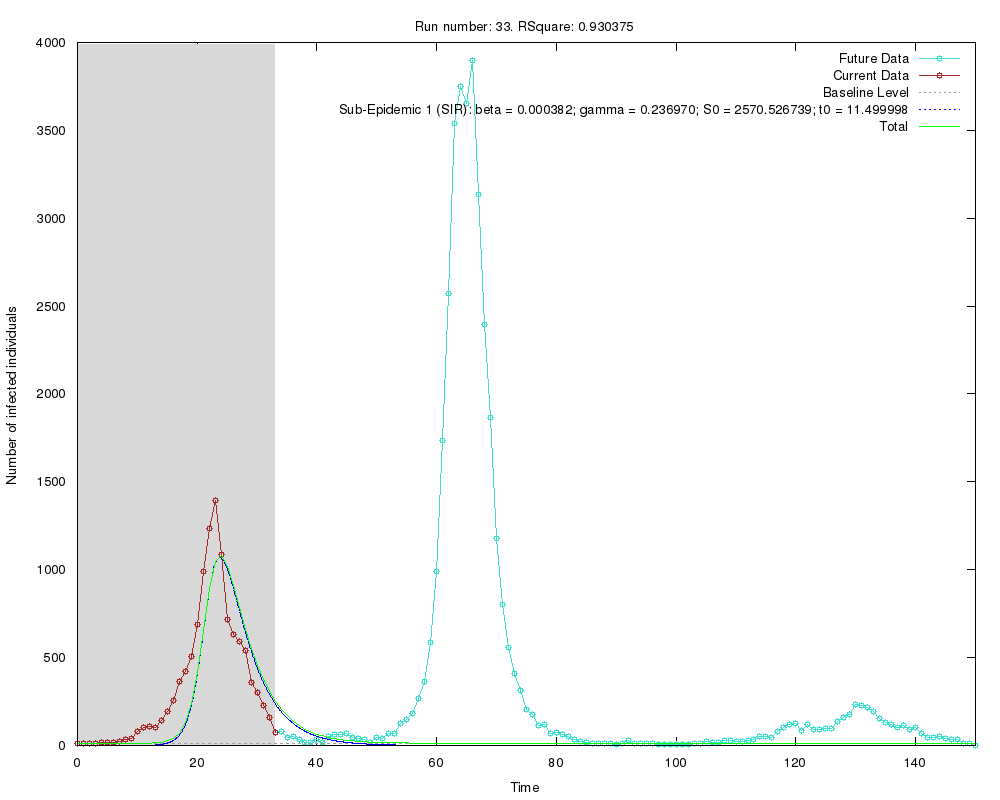 Run number: 33. RSquare: 0.930375
Future Data
Current Data
Baseline Level
Sub-Epidemic 1 (SIR): beta = 0.000382; gamma = 0.236970; S0 = 2570.526739; t0 = 11.499998
Total
4000
3500
3000
2500
2000
1500
1000
500
0
Number of infected individuals
0 20 40 60 80 100 120 140
Time